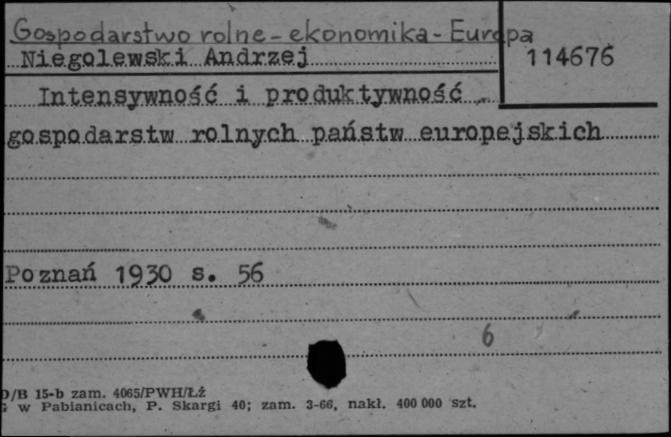 Gospodarstwo rolne - ekonomika - Europa
Niegolewski Andrzej
114676
Intensywność i produktywność
gospodarstw rolnych państw europejskich
Poznań 1930 s. 56
6
D/B 15-b zam. 4065/PWH/Łź
w Pabianicach, P. Skargi 40; zam. 3-66, nakł. 400 000 szt.